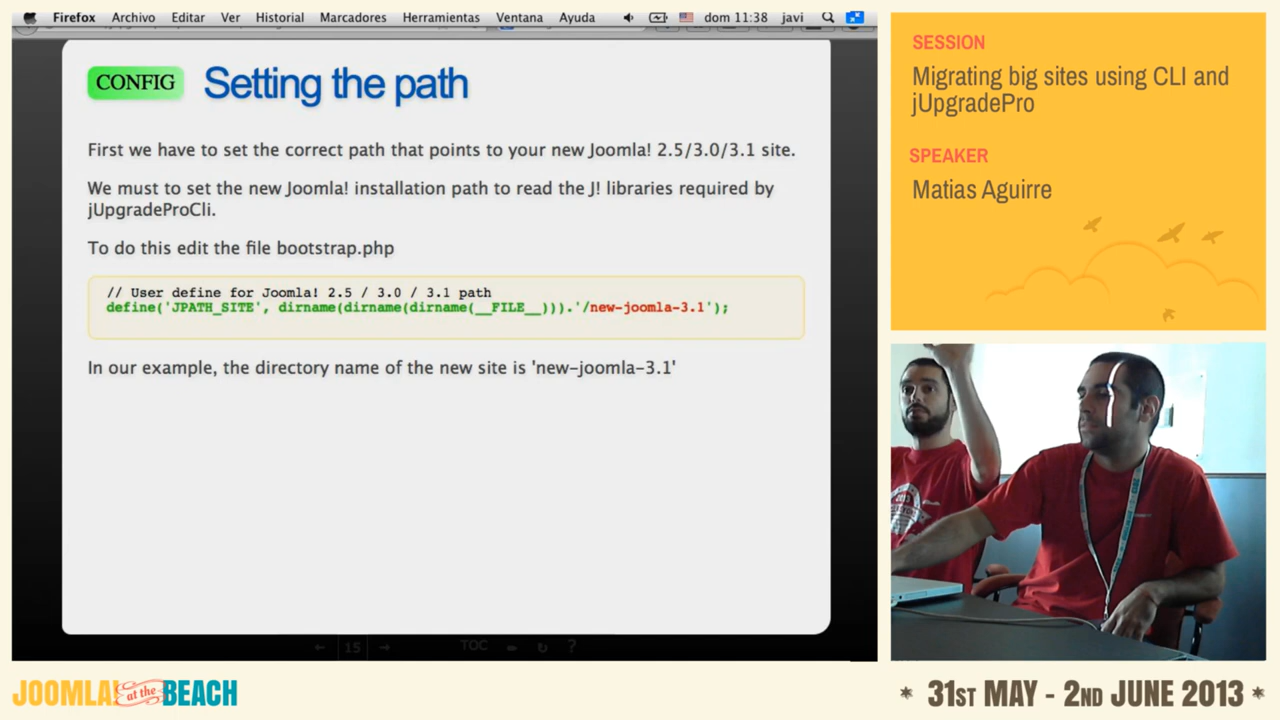 Firefox Archivo Editar Ver Historial Marcadores Herramientas Ventana Ayuda dom 11:38 javi
CONFIG Setting the path
First we have to set the correct path that points to your new Joomla! 2.5/3.0/3.1 site.
We must to set the new Joomla! installation path to read the J! libraries required by
jUpgradeProCli.
To do this edit the file bootstrap.php
// User define for Joomla! 2.5 / 3.0 / 3.1 path
define('JPATH_SITE', dirname(dirname(dirname(__FILE__))).'/new-joomla-3.1');
In our example, the directory name of the new site is 'new-joomla-3.1'
← 15 → TOC ↻ ?
SESSION
Migrating big sites using CLI and
jUpgradePro
SPEAKER
Matias Aguirre
JOOMLA! at the BEACH
* 31ST MAY - 2ND JUNE 2013 *